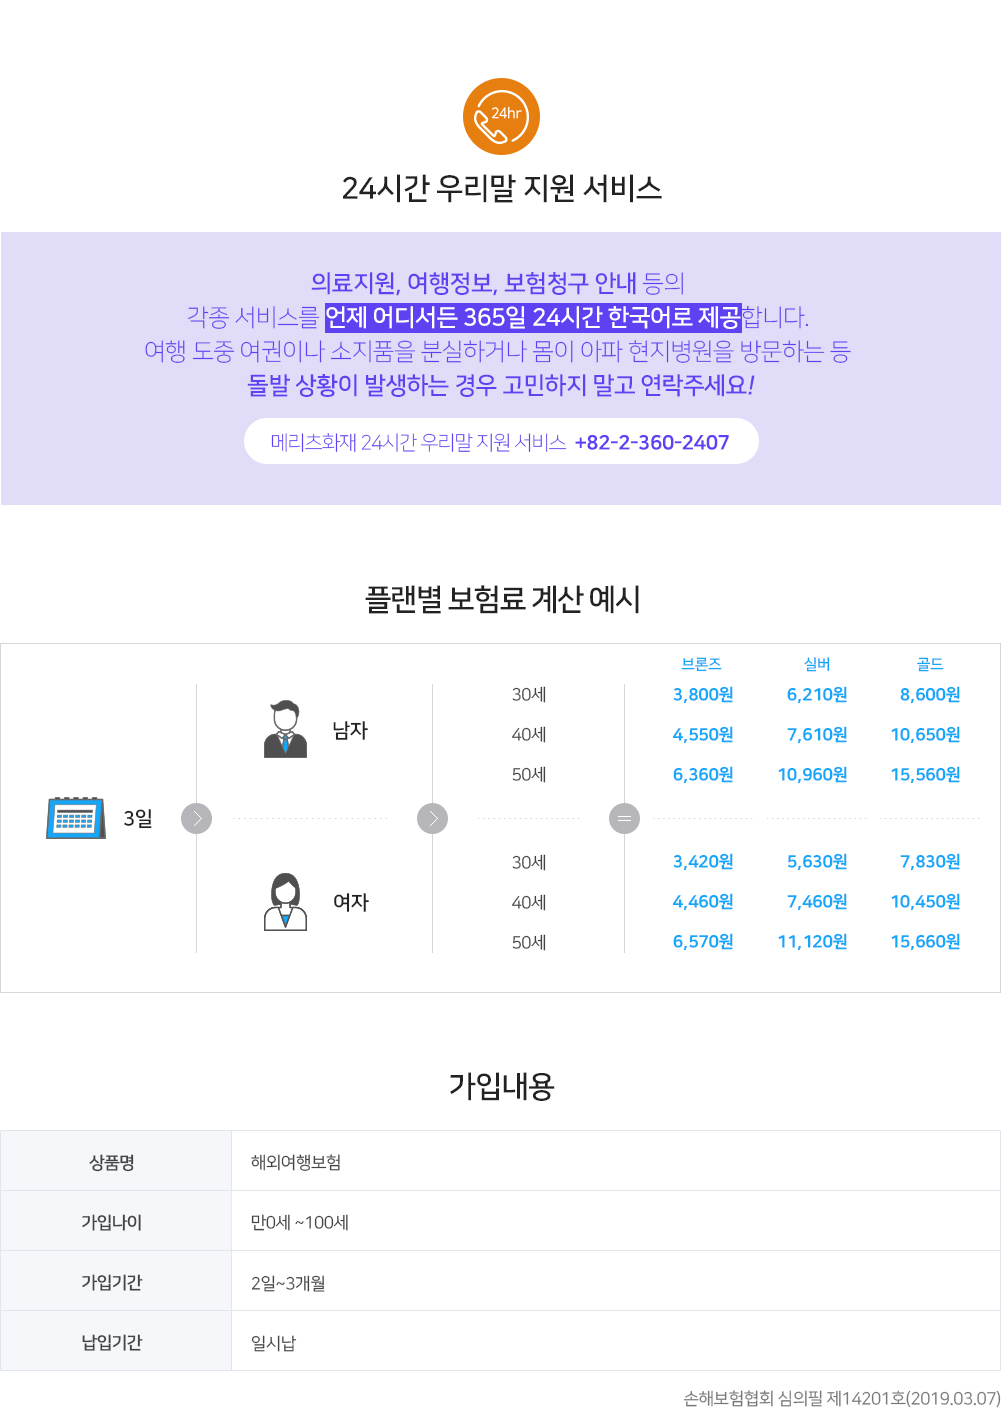 24hr
24시간 우리말 지원 서비스
의료지원, 여행정보, 보험청구 안내 등의
각종 서비스를 언제 어디서든 365일 24시간 한국어로 제공합니다.
여행 도중 여권이나 소지품을 분실하거나 몸이 아파 현지병원을 방문하는 등
돌발 상황이 발생하는 경우 고민하지 말고 연락주세요!
메리츠화재 24시간 우리말 지원 서비스 +82-2-360-2407
플랜별 보험료 계산 예시
브론즈 실버 골드
3일
남자
30세 3,800원 6,210원 8,600원
40세 4,550원 7,610원 10,650원
50세 6,360원 10,960원 15,560원
여자
30세 3,420원 5,630원 7,830원
40세 4,460원 7,460원 10,450원
50세 6,570원 11,120원 15,660원
가입내용
상품명 해외여행보험
가입나이 만0세 ~100세
가입기간 2일~3개월
납입기간 일시납
손해보험협회 심의필 제14201호(2019.03.07)